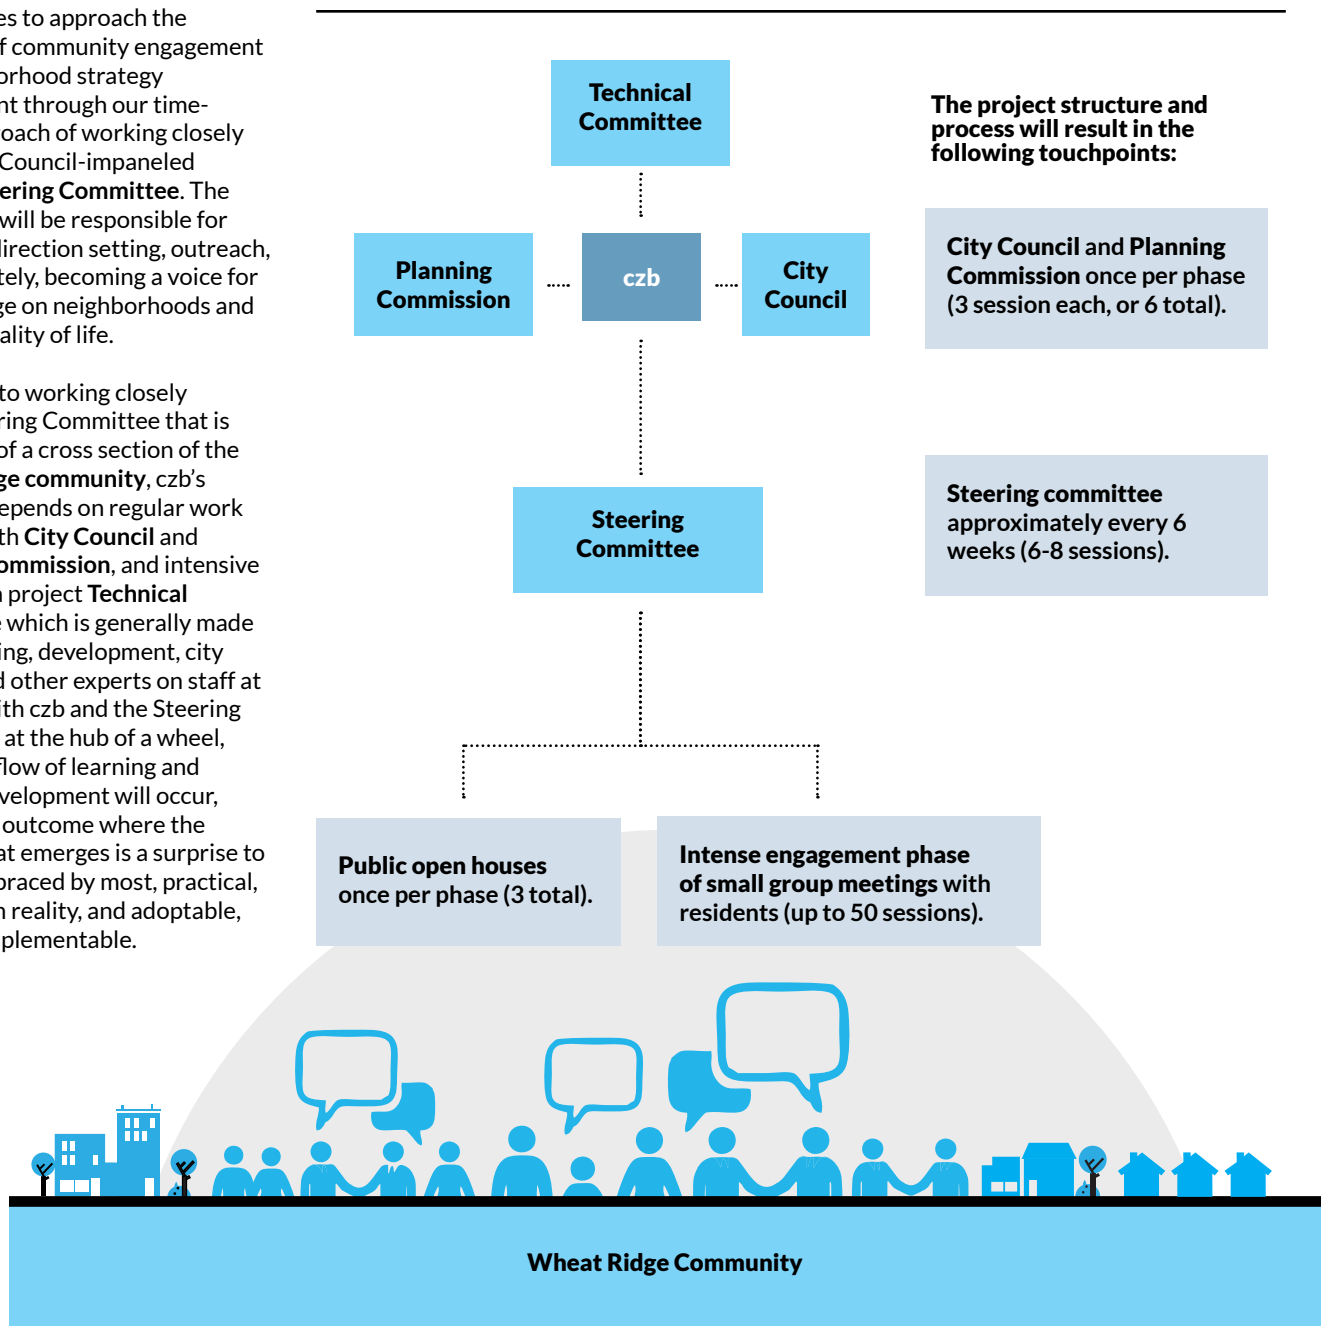 es to approach the
f community engagement
orhood strategy
nt through our time-
roach of working closely
Council-impaneled
ering Committee. The
will be responsible for
direction setting, outreach,
tely, becoming a voice for
ge on neighborhoods and
ality of life.
to working closely
ring Committee that is
of a cross section of the
ge community, czb's
epends on regular work
th City Council and
ommission, and intensive
n project Technical
e which is generally made
ing, development, city
d other experts on staff at
ith czb and the Steering
at the hub of a wheel,
flow of learning and
velopment will occur,
outcome where the
at emerges is a surprise to
braced by most, practical,
n reality, and adoptable,
plementable.
Technical
Committee
Planning
Commission
czb
City
Council
Steering
Committee
The project structure and
process will result in the
following touchpoints:
City Council and Planning
Commission once per phase
(3 session each, or 6 total).
Steering committee
approximately every 6
weeks (6-8 sessions).
Public open houses
once per phase (3 total).
Intense engagement phase
of small group meetings with
residents (up to 50 sessions).
Wheat Ridge Community